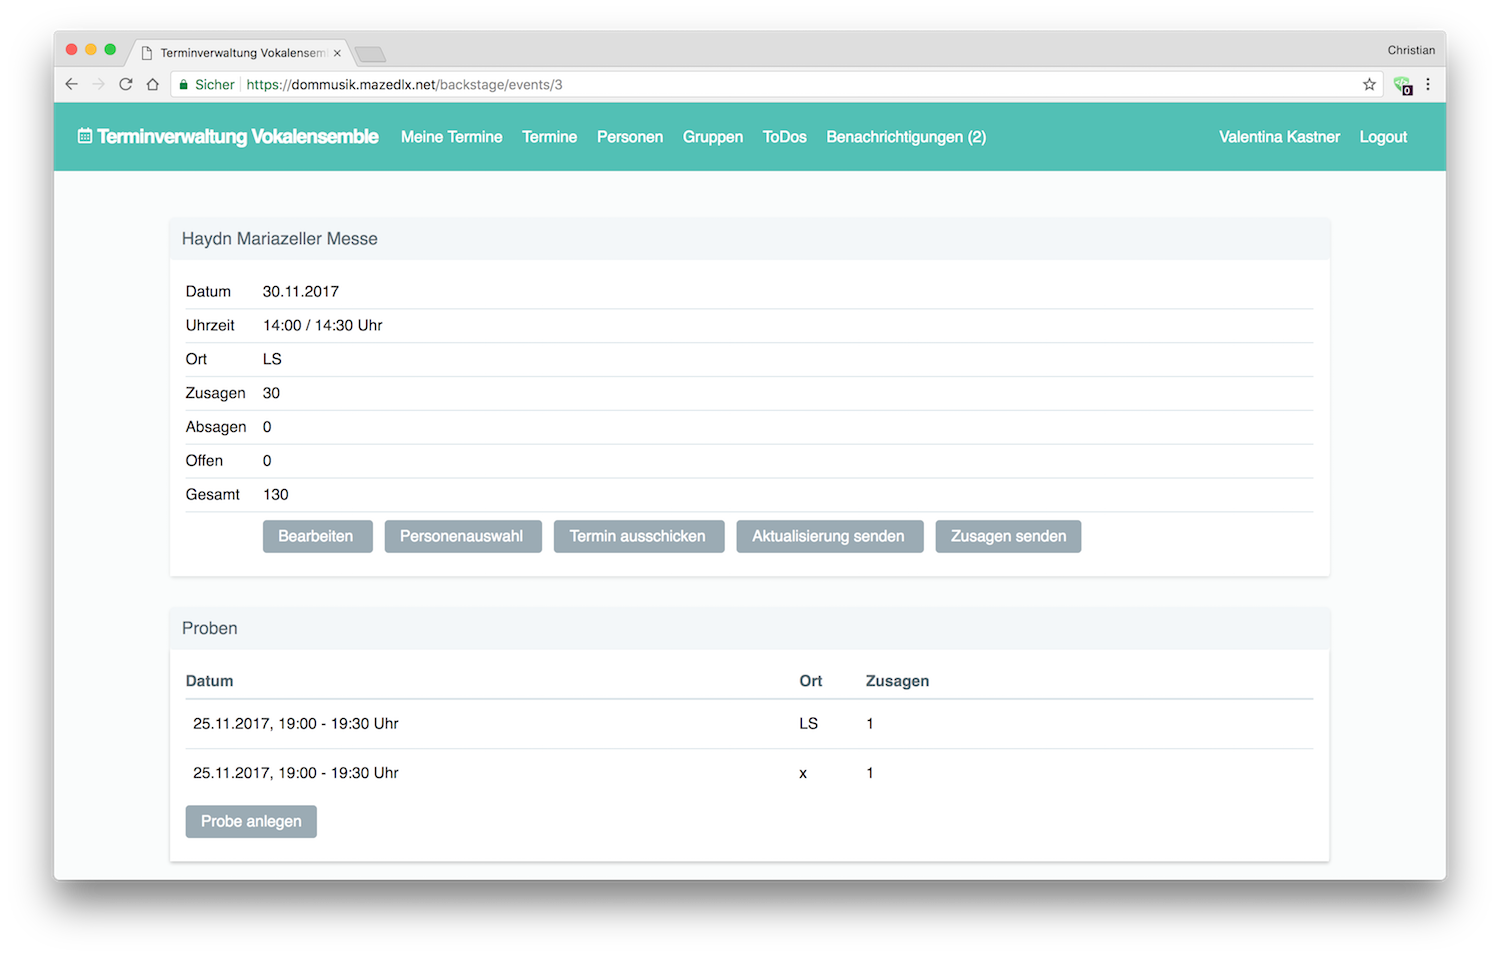 Terminverwaltung Vokalensem
Christian
Sicher https://dommusik.mazedlx.net/backstage/events/3
0
Terminverwaltung Vokalensemble Meine Termine Termine Personen Gruppen ToDos Benachrichtigungen (2) Valentina Kastner Logout
Haydn Mariazeller Messe
Datum 30.11.2017
Uhrzeit 14:00 / 14:30 Uhr
Ort LS
Zusagen 30
Absagen 0
Offen 0
Gesamt 130
Bearbeiten Personenauswahl Termin ausschicken Aktualisierung senden Zusagen senden
Proben
Datum Ort Zusagen
25.11.2017, 19:00 - 19:30 Uhr LS 1
25.11.2017, 19:00 - 19:30 Uhr x 1
Probe anlegen